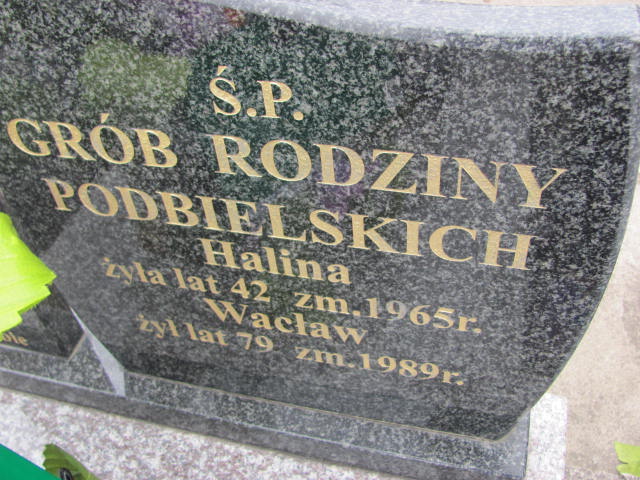 Ś.P.
GRÓB RODZINY
PODBIELSKICH
Halina
żyła lat 42 zm.1965r.
Wacław
żył lat 79 zm.1989r.